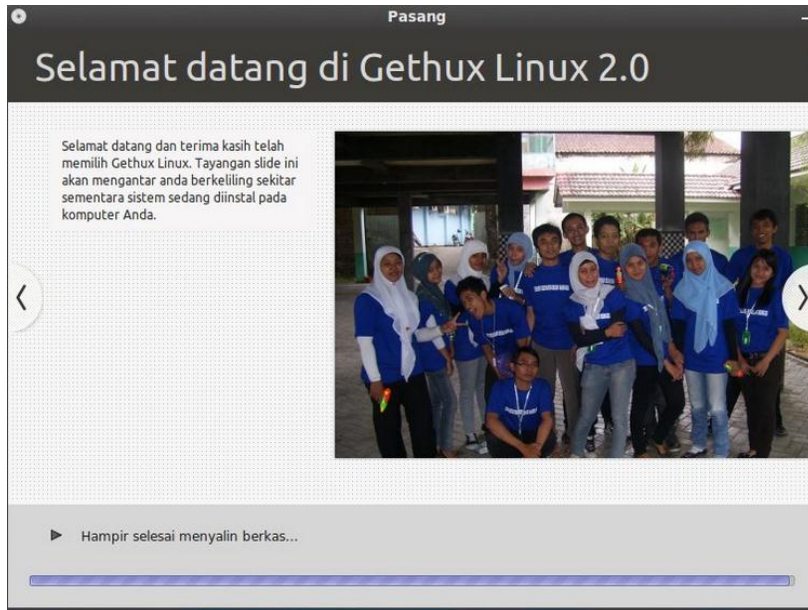 Pasang
Selamat datang di Gethux Linux 2.0
Selamat datang dan terima kasih telah
memilih Gethux Linux. Tayangan slide ini
akan mengantar anda berkeliling sekitar
sementara sistem sedang diinstal pada
komputer Anda.
Hampir selesai menyalin berkas...